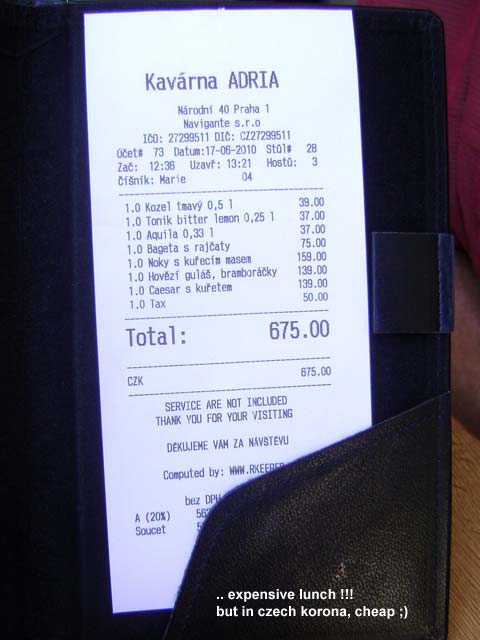 Kavárna ADRIA
Národní 40 Praha 1
Navigante s.r.o
IČO: 27299511 DIČ: CZ27299511
Účet# 73 Datum:17-06-2010 Stůl# 28
Zač: 12:36 Uzavř: 13:21 Hostů: 3
Číšník: Marie 04
1.0 Kozel tmavý 0,5 l 39.00
1.0 Tonik bitter lemon 0,25 l 37.00
1.0 Aquila 0,33 l 37.00
1.0 Bageta s rajčaty 75.00
1.0 Noky s kuřecím masem 159.00
1.0 Hovězí guláš, bramboráčky 139.00
1.0 Caesar s kuřetem 139.00
1.0 Tax 50.00
Total: 675.00
CZK 675.00
SERVICE ARE NOT INCLUDED
THANK YOU FOR YOUR VISITING
DĚKUJEME VÁM ZA NÁVSTĚVU
Computed by: WWW.RKEEPER
bez DPH
A (20%) 562
Soucet
.. expensive lunch !!!
but in czech korona, cheap ;)